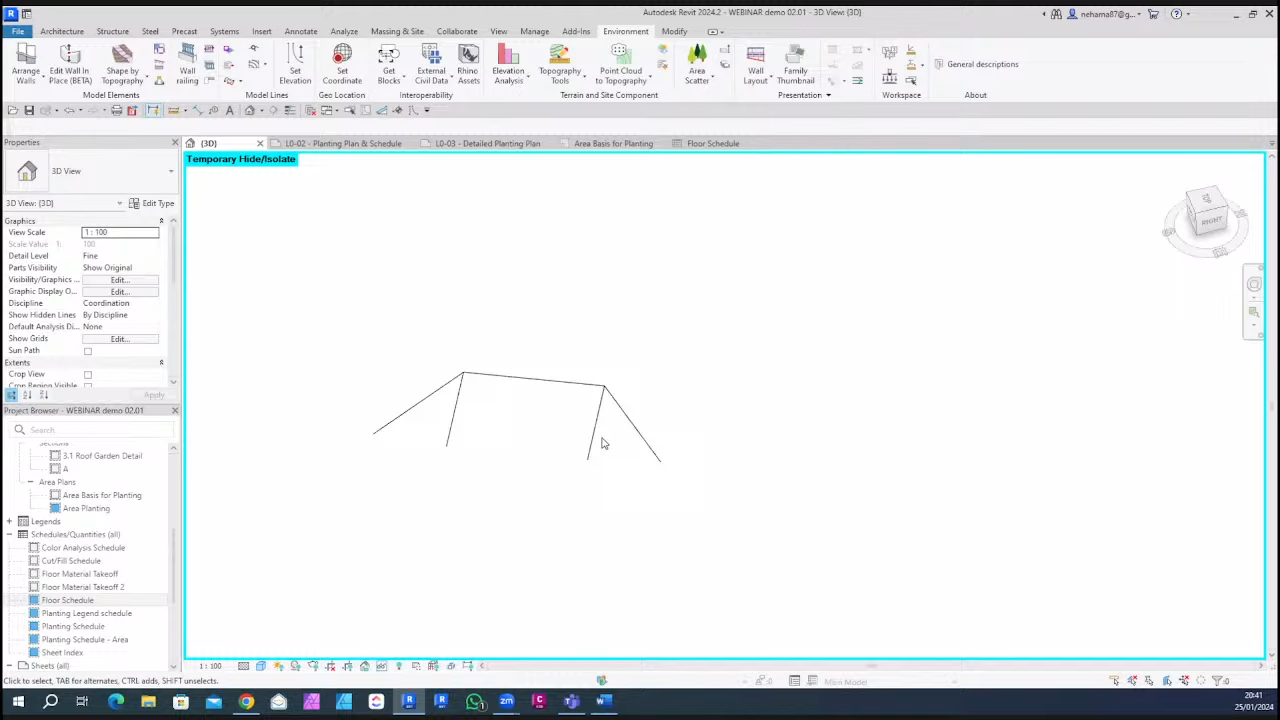 Autodesk Revit 2024.2 - WEBINAR demo 02.01 - 3D View: {3D}
nehama87@g...
File Architecture Structure Steel Precast Systems Insert Annotate Analyze Massing & Site Collaborate View Manage Add-Ins Environment Modify
Arrange Walls
Edit Wall In Place (BETA)
Shape by Topography
Wall railing
Set Elevation
Set Coordinate
Get Blocks
External Civil Data
Rhino Assets
Elevation Analysis
Topography Tools
Point Cloud to Topography
Area Scatter
Wall Layout
Family Thumbnail
General descriptions
Model Elements
Model Lines
Geo Location
Interoperability
Terrain and Site Component
Presentation
Workspace
About
Properties
{3D}
L0-02 - Planting Plan & Schedule
L0-03 - Detailed Planting Plan
Area Basis for Planting
Floor Schedule
Temporary Hide/Isolate
3D View
3D View: {3D}
Edit Type
Graphics
View Scale 1 : 100
Scale Value 1: 100
Detail Level Fine
Parts Visibility Show Original
Visibility/Graphics ... Edit...
Graphic Display O... Edit...
Discipline Coordination
Show Hidden Lines By Discipline
Default Analysis Di... None
Show Grids Edit...
Sun Path
Extents
Crop View
Crop Region Visible
Apply
RIGHT
Project Browser - WEBINAR demo 02.01
Search
Sections
3.1 Roof Garden Detail
A
Area Plans
Area Basis for Planting
Area Planting
Legends
Schedules/Quantities (all)
Color Analysis Schedule
Cut/Fill Schedule
Floor Material Takeoff
Floor Material Takeoff 2
Floor Schedule
Planting Legend schedule
Planting Schedule
Planting Schedule - Area
Sheet Index
Sheets (all)
1 : 100
Click to select, TAB for alternates, CTRL adds, SHIFT unselects.
:0
Main Model
:0
20:41
25/01/2024